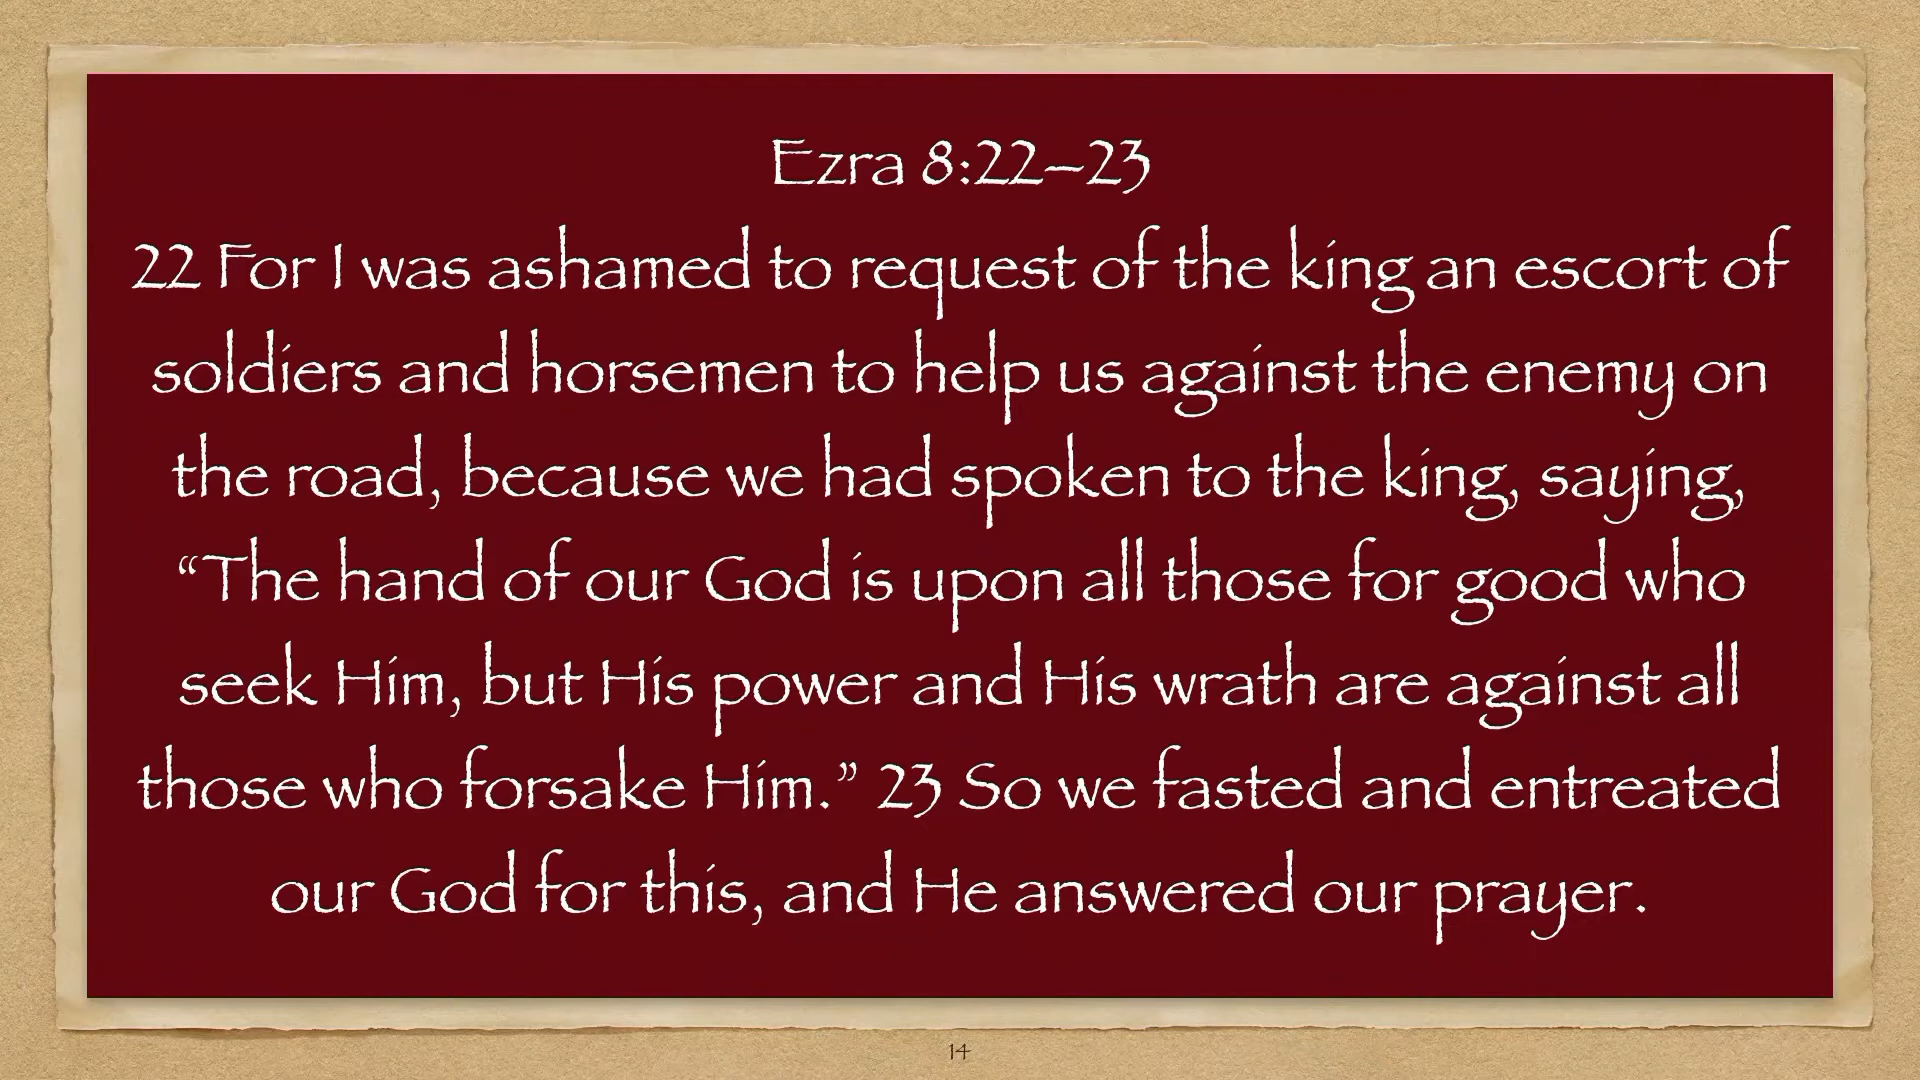 Ezra 8:22–23
22 For I was ashamed to request of the king an escort of
soldiers and horsemen to help us against the enemy on
the road, because we had spoken to the king, saying,
“The hand of our God is upon all those for good who
seek Him, but His power and His wrath are against all
those who forsake Him.” 23 So we fasted and entreated
our God for this, and He answered our prayer.
14